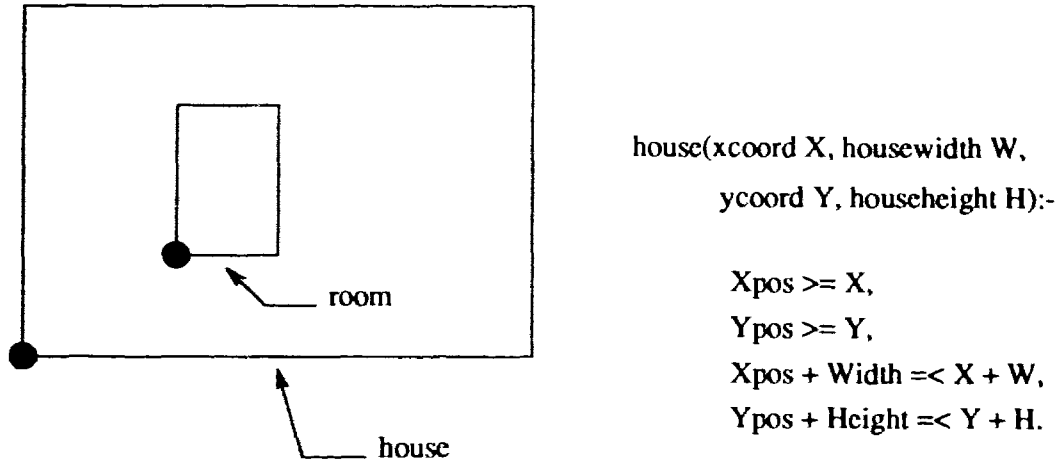 room
house
house(xcoord X, housewidth W,
ycoord Y, househeight H):-
Xpos >= X,
Ypos >= Y,
Xpos + Width =< X + W,
Ypos + Height =< Y + H.